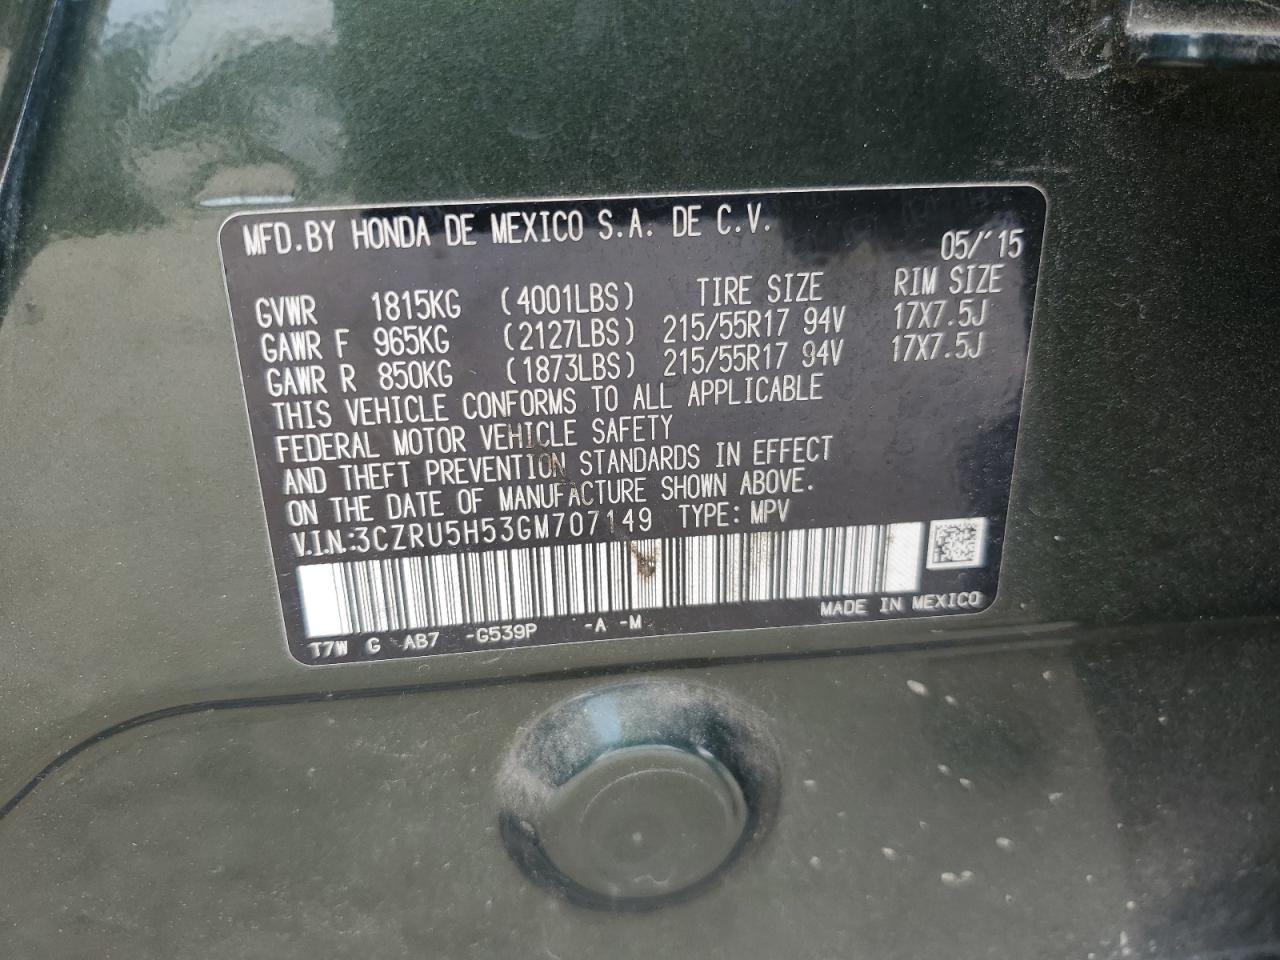 MFD.BY HONDA DE MEXICO S.A. DE C.V.
05/'15
GVWR 1815KG (4001LBS) TIRE SIZE RIM SIZE
GAWR F 965KG (2127LBS) 215/55R17 94V 17X7.5J
GAWR R 850KG (1873LBS) 215/55R17 94V 17X7.5J
THIS VEHICLE CONFORMS TO ALL APPLICABLE
FEDERAL MOTOR VEHICLE SAFETY
AND THEFT PREVENTION STANDARDS IN EFFECT
ON THE DATE OF MANUFACTURE SHOWN ABOVE.
V.I.N.:3CZRU5H53GM707149 TYPE: MPV
MADE IN MEXICO
T7W G AB7 -G539P -A -M